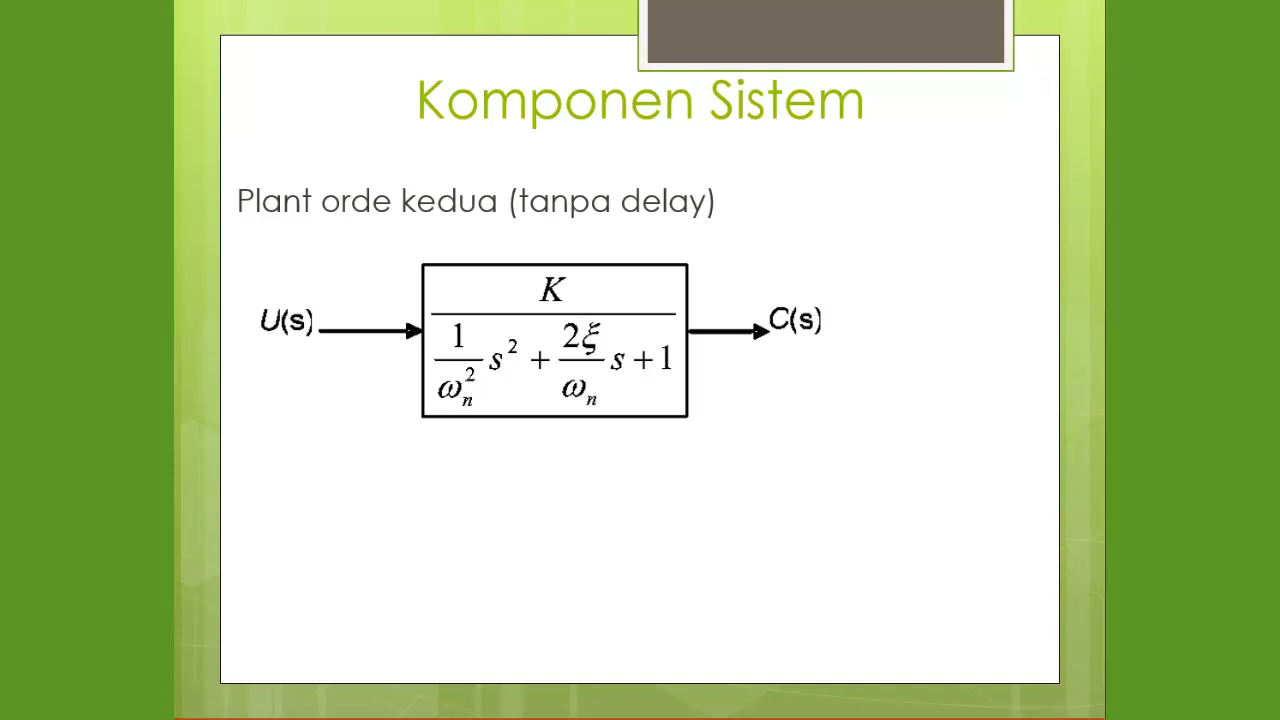 Komponen Sistem
Plant orde kedua (tanpa delay)
U(s)
K
1/ωₙ² s² + 2ξ/ωₙ s + 1
C(s)